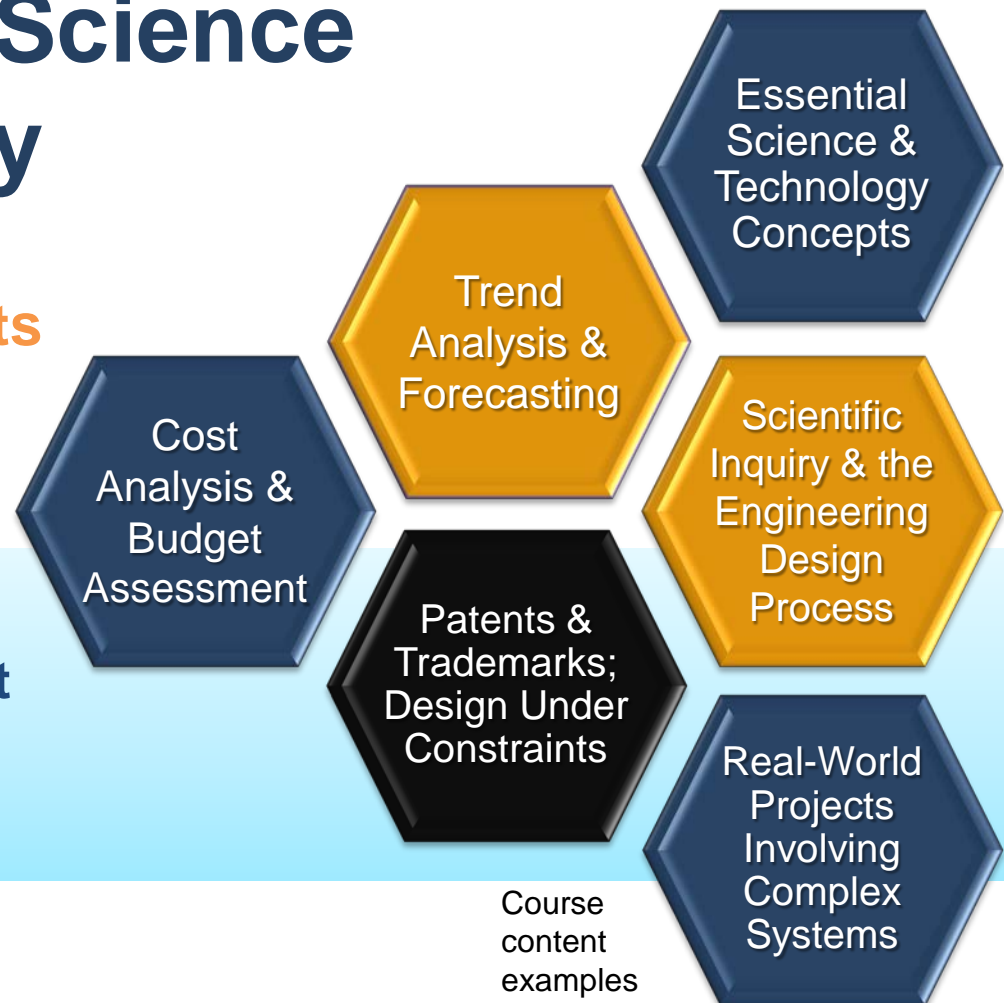 Science
y
ts
t
Essential
Science &
Technology
Concepts
Trend
Analysis &
Forecasting
Cost
Analysis &
Budget
Assessment
Scientific
Inquiry & the
Engineering
Design
Process
Patents &
Trademarks;
Design Under
Constraints
Real-World
Projects
Involving
Complex
Systems
Course
content
examples